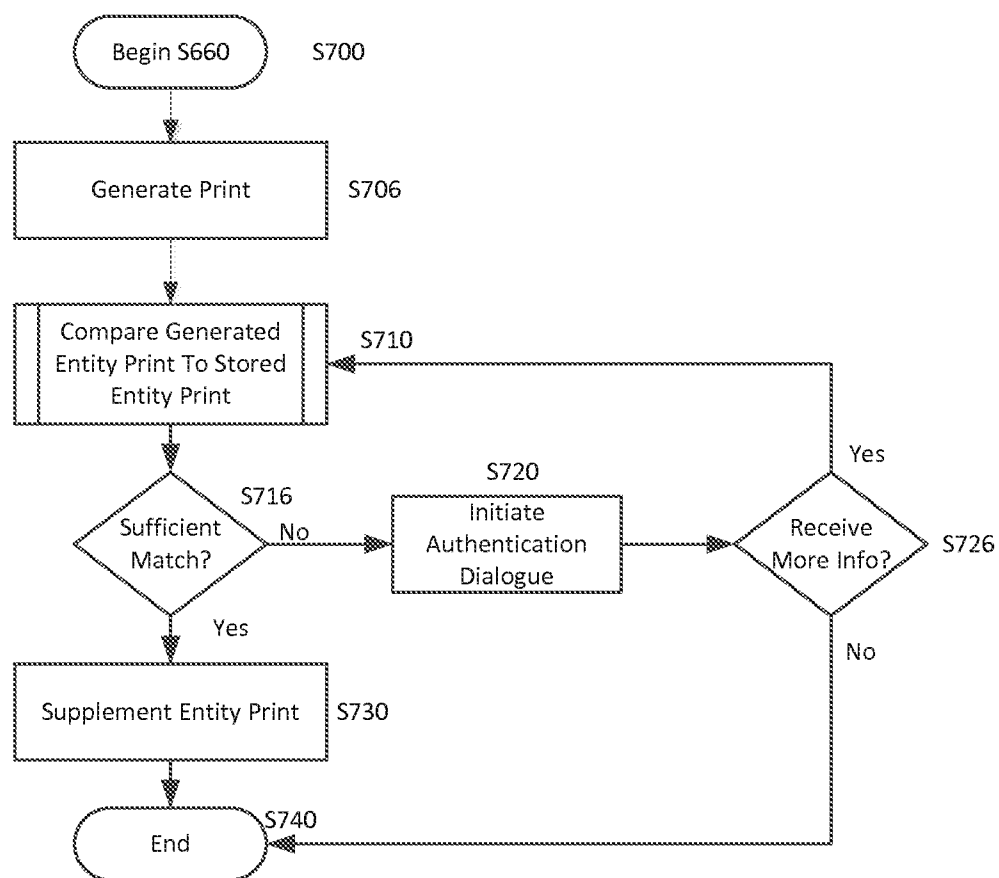 Begin S660
S700
Generate Print
S706
Compare Generated
Entity Print To Stored
Entity Print
S710
Sufficient
Match?
S716
No
S720
Initiate
Authentication
Dialogue
Yes
Receive
More Info?
S726
Yes
No
Supplement Entity Print
S730
End
S740